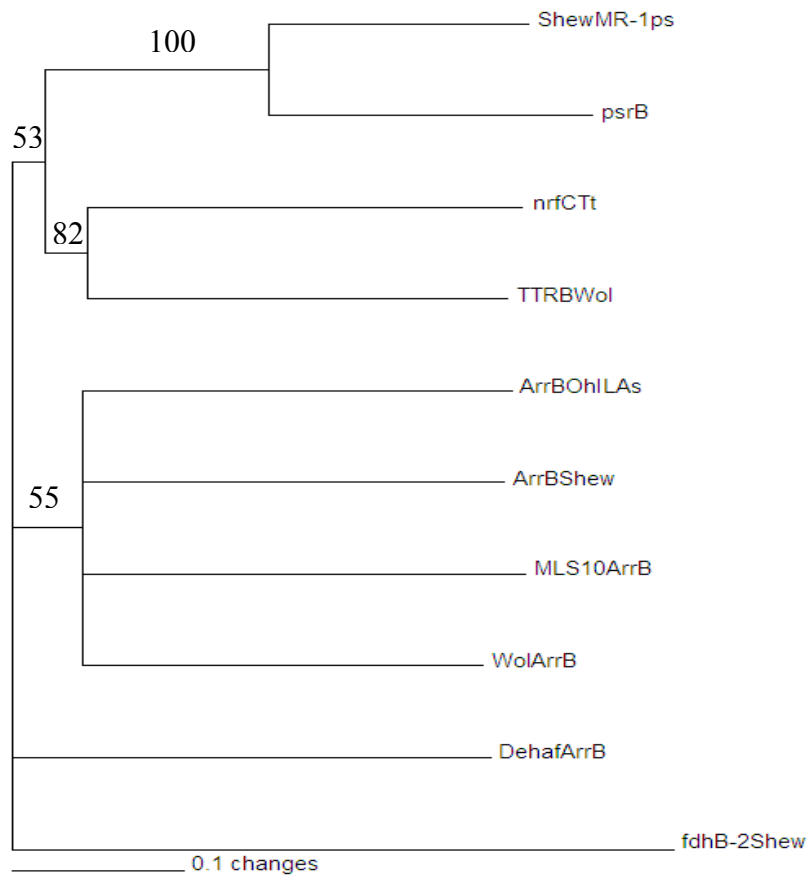 ShewMR-1ps
100
psrB
53
nrfCTt
82
TTRBWol
ArrBOhILAs
ArrBShew
55
MLS10ArrB
WolArrB
DehafArrB
fdhB-2Shew
0.1 changes